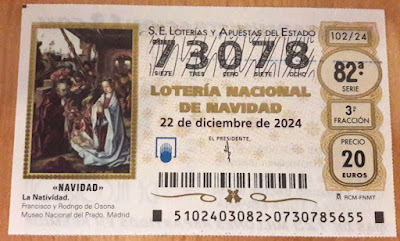 S.E. LOTERÍAS Y APUESTAS DEL ESTADO
102/24
73078
SIETE TRES CERO SIETE OCHO
82ª
SERIE
LOTERÍA NACIONAL
DE NAVIDAD
22 de diciembre de 2024
3ª
FRACCIÓN
EL PRESIDENTE,
PRECIO
20
EUROS
«NAVIDAD»
La Natividad.
Francisco y Rodrigo de Osona.
Museo Nacional del Prado. Madrid
RCM-FNMT
5102403082>0730785655